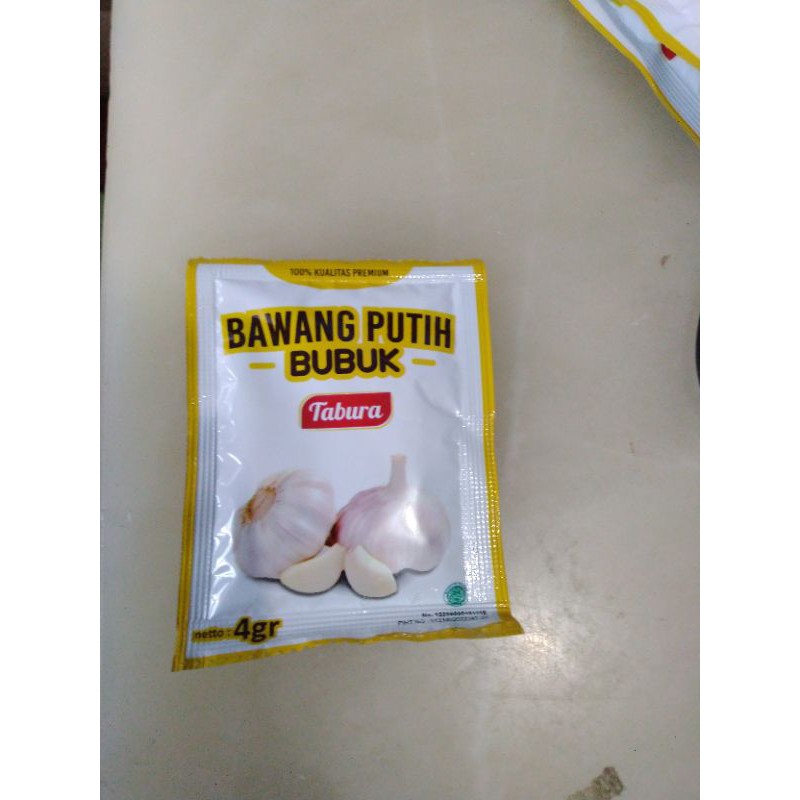 100% KUALITAS PREMIUM
BAWANG PUTIH
BUBUK
Tabura
netto : 4gr